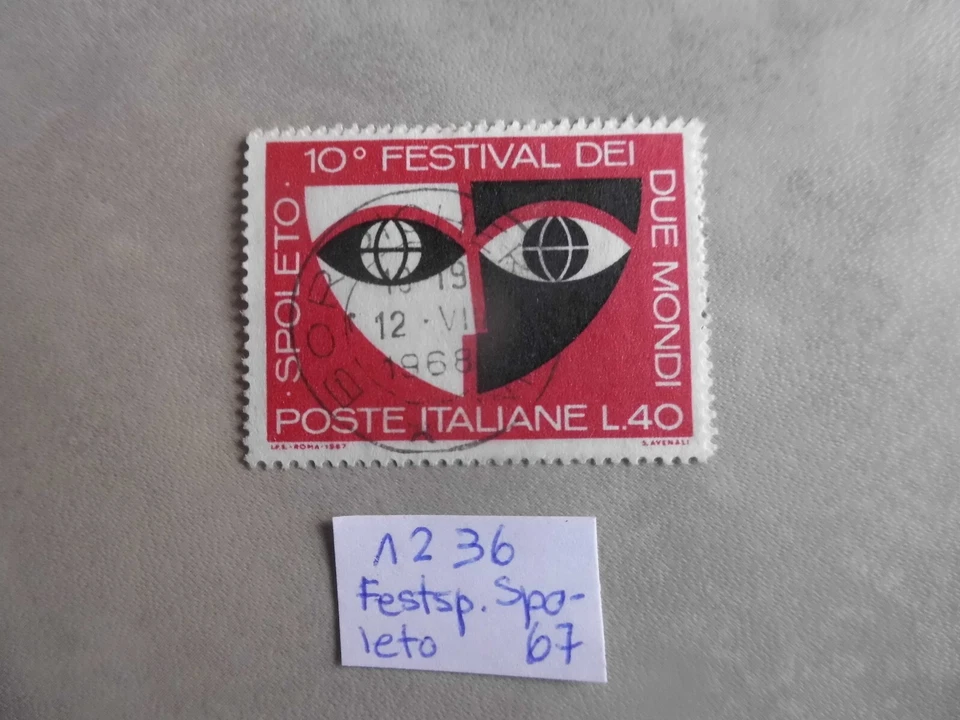 10° FESTIVAL DEI
DUE MONDI
· SPOLETO ·
POSTE ITALIANE L.40
I.P.S. - ROMA - 1967
S. AVENALI
19
12 · VI
1968
1236
Festsp. Spo-
leto 67